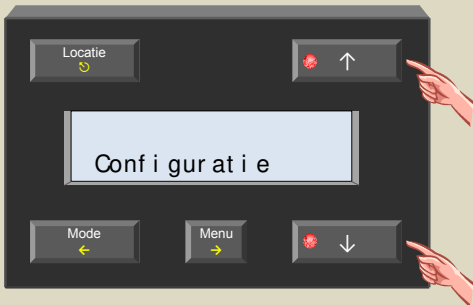 Locatie
↑
Configuratie
Mode
←
Menu
→
↓